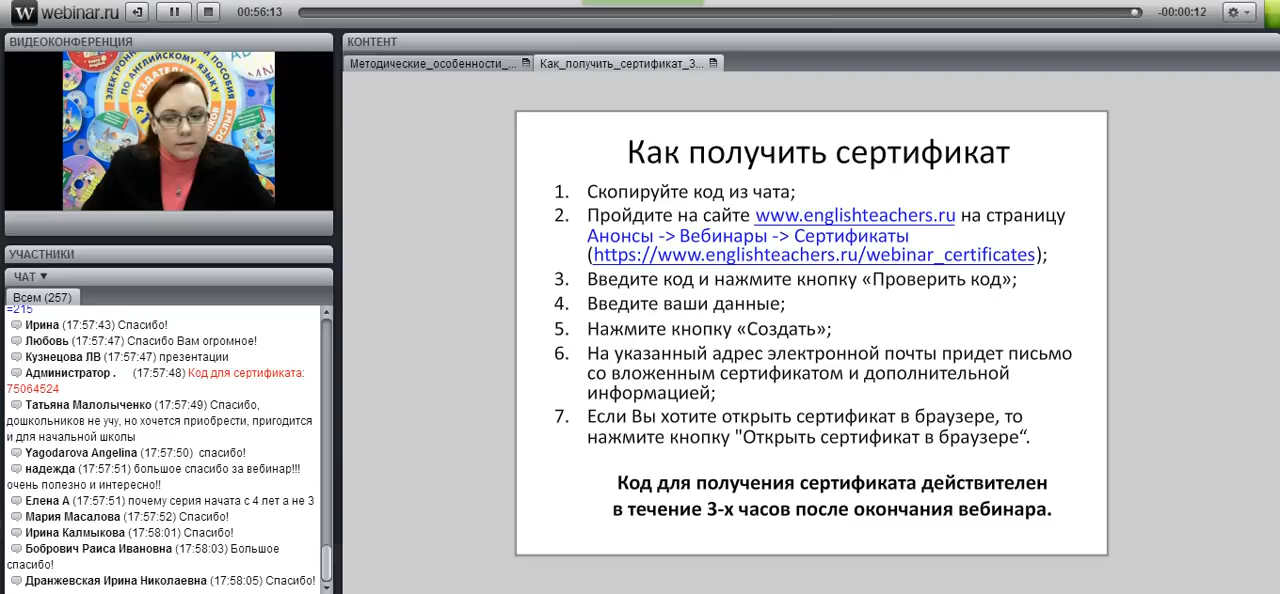 webinar.ru
00:56:13
-00:00:12
ВИДЕОКОНФЕРЕНЦИЯ
ЭЛЕКТРОН
ПОСОБИЯ
ПО АНГЛИЙСКОМУ ЯЗЫКУ
УЧАСТНИКИ
ЧАТ ▼
Всем (257)
=215
Ирина (17:57:43) Спасибо!
Любовь (17:57:47) Спасибо Вам огромное!
Кузнецова ЛВ (17:57:47) презентации
Администратор . (17:57:48) Код для сертификата:
75064524
Татьяна Малолыченко (17:57:49) Спасибо,
дошкольников не учу, но хочется приобрести, пригодится
и для начальной школы
Yagodarova Angelina (17:57:50) спасибо!
надежда (17:57:51) большое спасибо за вебинар!!!
очень полезно и интересно!!
Елена А (17:57:51) почему серия начата с 4 лет а не 3
Мария Масалова (17:57:52) Спасибо!
Ирина Калмыкова (17:58:01) Спасибо!
Бобрович Раиса Ивановна (17:58:03) Большое
спасибо!
Дранжевская Ирина Николаевна (17:58:05) Спасибо!
КОНТЕНТ
Методические_особенности_...
Как_получить_сертификат_3...
Как получить сертификат
1. Скопируйте код из чата;
2. Пройдите на сайте www.englishteachers.ru на страницу
Анонсы -> Вебинары -> Сертификаты
(https://www.englishteachers.ru/webinar_certificates);
3. Введите код и нажмите кнопку «Проверить код»;
4. Введите ваши данные;
5. Нажмите кнопку «Создать»;
6. На указанный адрес электронной почты придет письмо
со вложенным сертификатом и дополнительной
информацией;
7. Если Вы хотите открыть сертификат в браузере, то
нажмите кнопку "Открыть сертификат в браузере“.
Код для получения сертификата действителен
в течение 3-х часов после окончания вебинара.